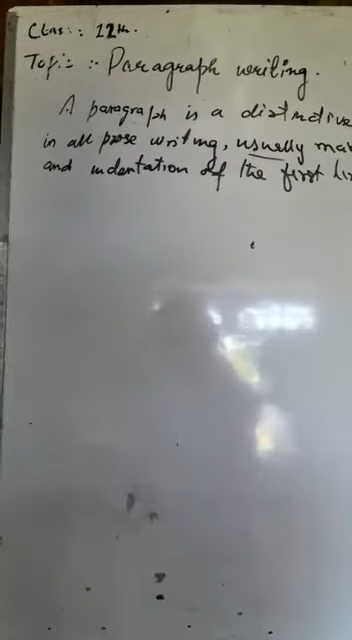 Class :: 12th.
Topic :- Paragraph writing.
A paragraph is a distinctive
in all prose writing, usually
and indentation of the first